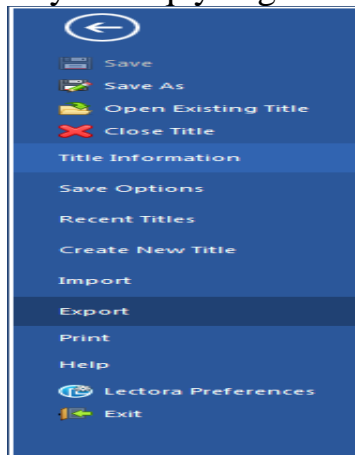 Save
Save As
Open Existing Title
Close Title
Title Information
Save Options
Recent Titles
Create New Title
Import
Export
Print
Help
Lectora Preferences
Exit